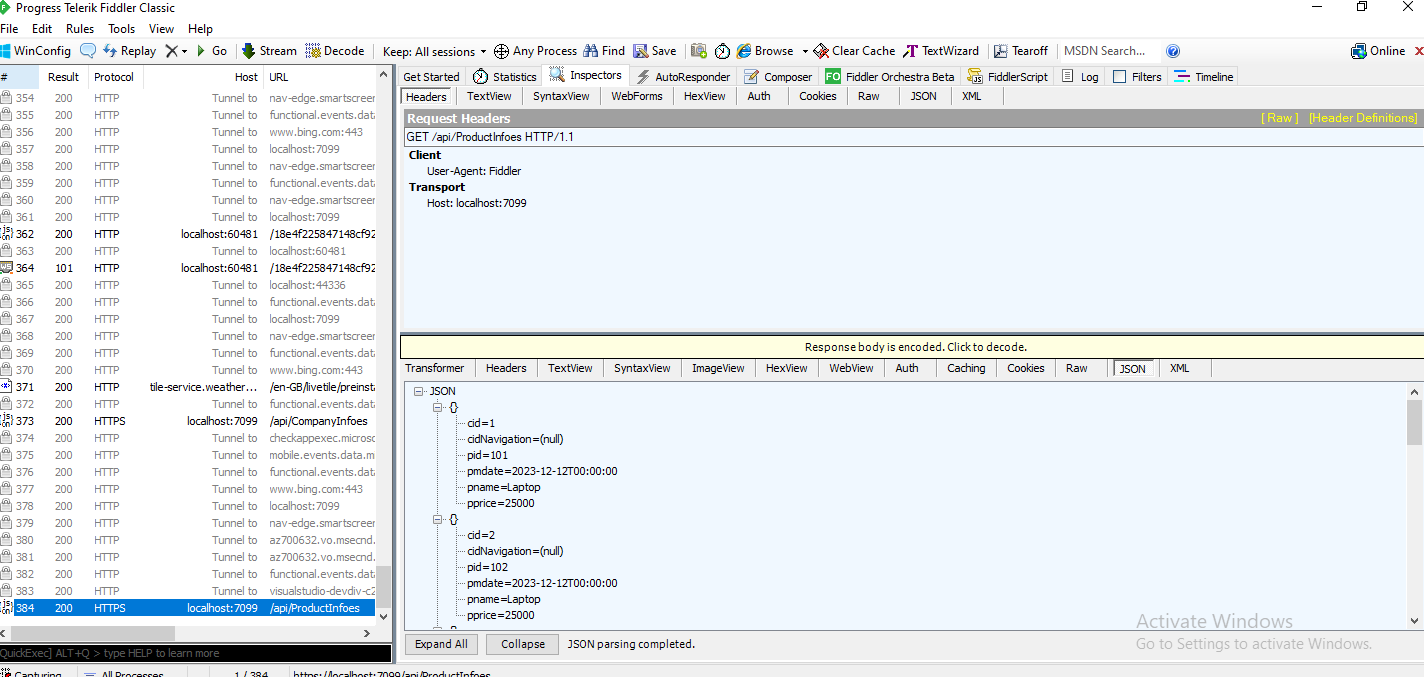 Progress Telerik Fiddler Classic
File Edit Rules Tools View Help
WinConfig Replay Go Stream Decode Keep: All sessions Any Process Find Save Browse Clear Cache TextWizard Tearoff MSDN Search... Online
# Result Protocol Host URL
354 200 HTTP Tunnel to nav-edge.smartscreen
355 200 HTTP Tunnel to functional.events.data
356 200 HTTP Tunnel to www.bing.com:443
357 200 HTTP Tunnel to localhost:7099
358 200 HTTP Tunnel to nav-edge.smartscreen
359 200 HTTP Tunnel to functional.events.data
360 200 HTTP Tunnel to nav-edge.smartscreen
361 200 HTTP Tunnel to localhost:7099
362 200 HTTP localhost:60481 /18e4f225847148cf92
363 200 HTTP Tunnel to localhost:60481
364 101 HTTP localhost:60481 /18e4f225847148cf92
365 200 HTTP Tunnel to localhost:44336
366 200 HTTP Tunnel to functional.events.data
367 200 HTTP Tunnel to localhost:7099
368 200 HTTP Tunnel to nav-edge.smartscreen
369 200 HTTP Tunnel to functional.events.data
370 200 HTTP Tunnel to www.bing.com:443
371 200 HTTP tile-service.weather... /en-GB/livetile/preinsta
372 200 HTTP Tunnel to functional.events.data
373 200 HTTPS localhost:7099 /api/CompanyInfoes
374 200 HTTP Tunnel to checkappexec.microso
375 200 HTTP Tunnel to mobile.events.data.m
376 200 HTTP Tunnel to functional.events.data
377 200 HTTP Tunnel to www.bing.com:443
378 200 HTTP Tunnel to localhost:7099
379 200 HTTP Tunnel to nav-edge.smartscreen
380 200 HTTP Tunnel to az700632.vo.msecnd.
381 200 HTTP Tunnel to az700632.vo.msecnd.
382 200 HTTP Tunnel to functional.events.data
383 200 HTTP Tunnel to visualstudio-devdiv-c2
384 200 HTTPS localhost:7099 /api/ProductInfoes
QuickExec] ALT+Q > type HELP to learn more
Capturing All Processes 1 / 384 https://localhost:7099/api/ProductInfoes
Get Started Statistics Inspectors AutoResponder Composer FO Fiddler Orchestra Beta FiddlerScript Log Filters Timeline
Headers TextView SyntaxView WebForms HexView Auth Cookies Raw JSON XML
Request Headers [ Raw ] [Header Definitions]
GET /api/ProductInfoes HTTP/1.1
Client
User-Agent: Fiddler
Transport
Host: localhost:7099
Response body is encoded. Click to decode.
Transformer Headers TextView SyntaxView ImageView HexView WebView Auth Caching Cookies Raw JSON XML
JSON
{}
cid=1
cidNavigation=(null)
pid=101
pmdate=2023-12-12T00:00:00
pname=Laptop
pprice=25000
{}
cid=2
cidNavigation=(null)
pid=102
pmdate=2023-12-12T00:00:00
pname=Laptop
pprice=25000
Expand All Collapse JSON parsing completed.
Activate Windows
Go to Settings to activate Windows.